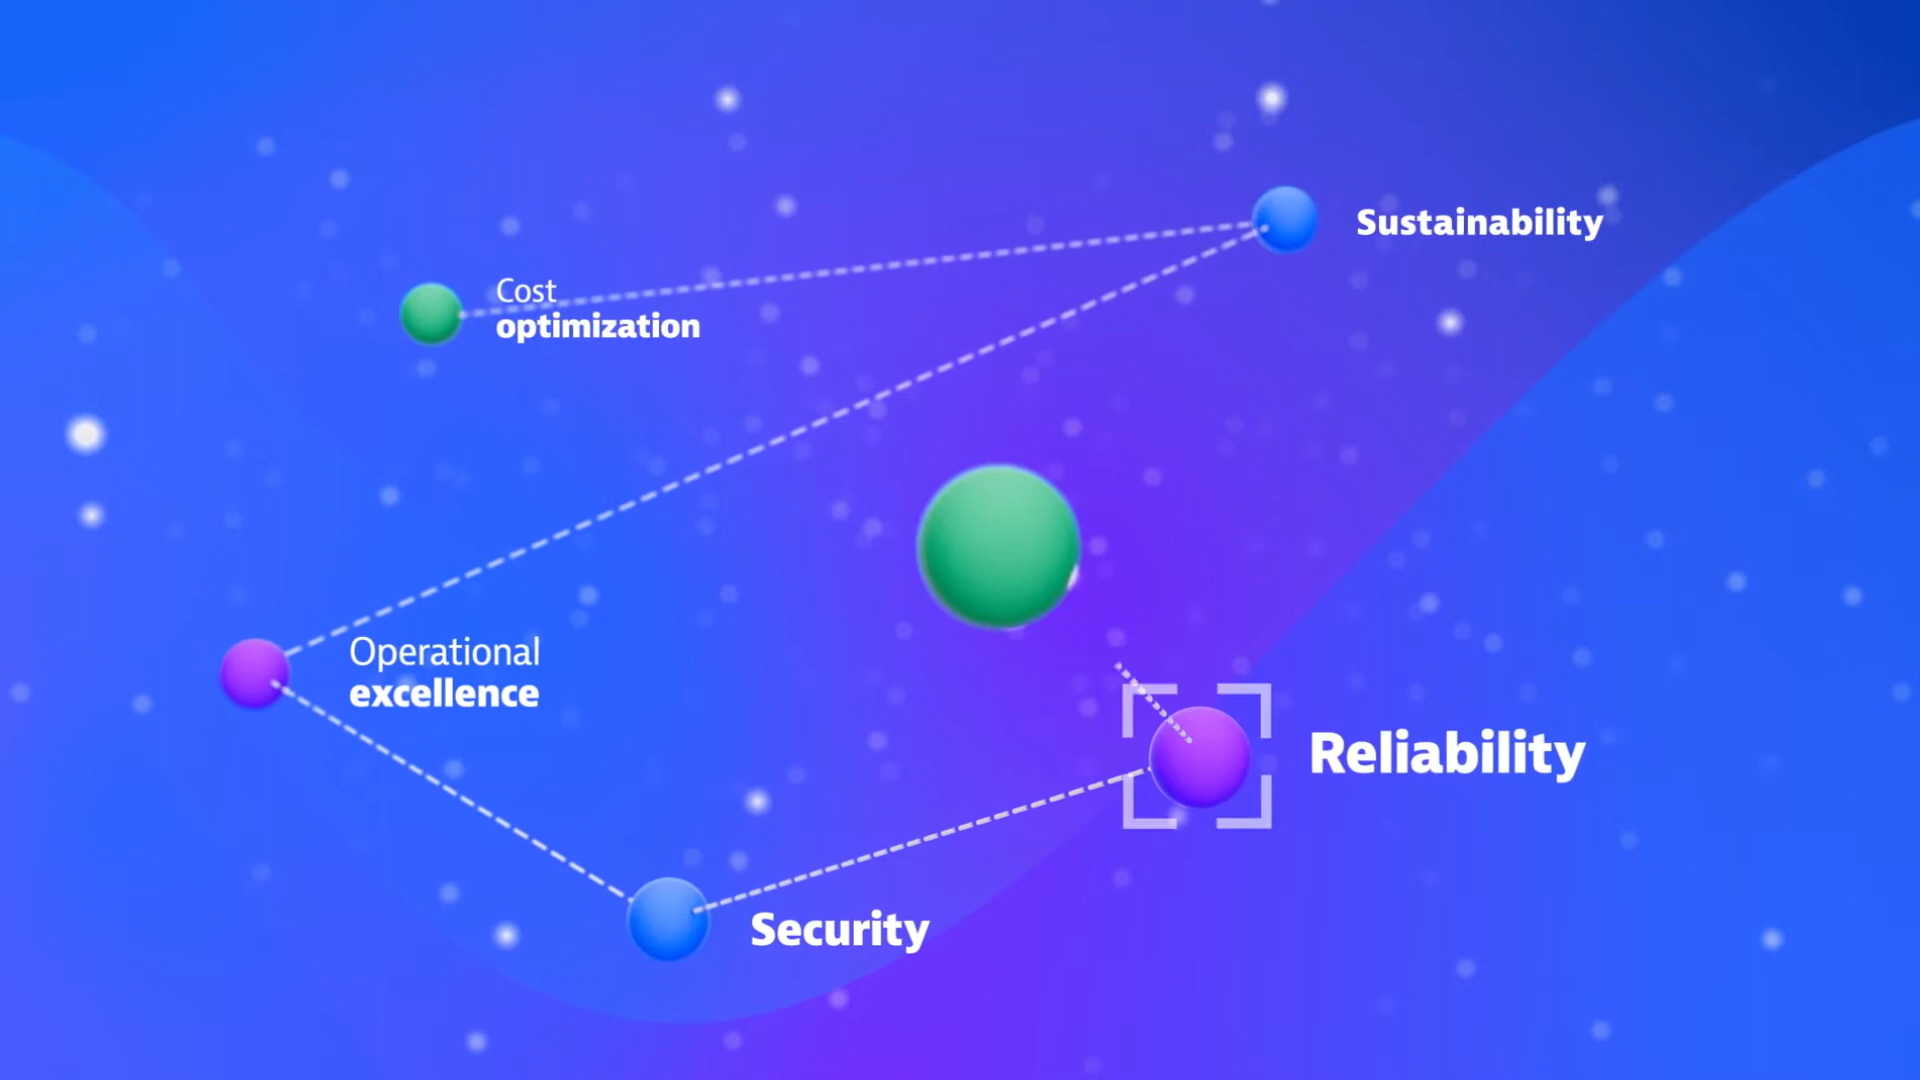 Sustainability
Cost
optimization
Operational
excellence
Reliability
Security